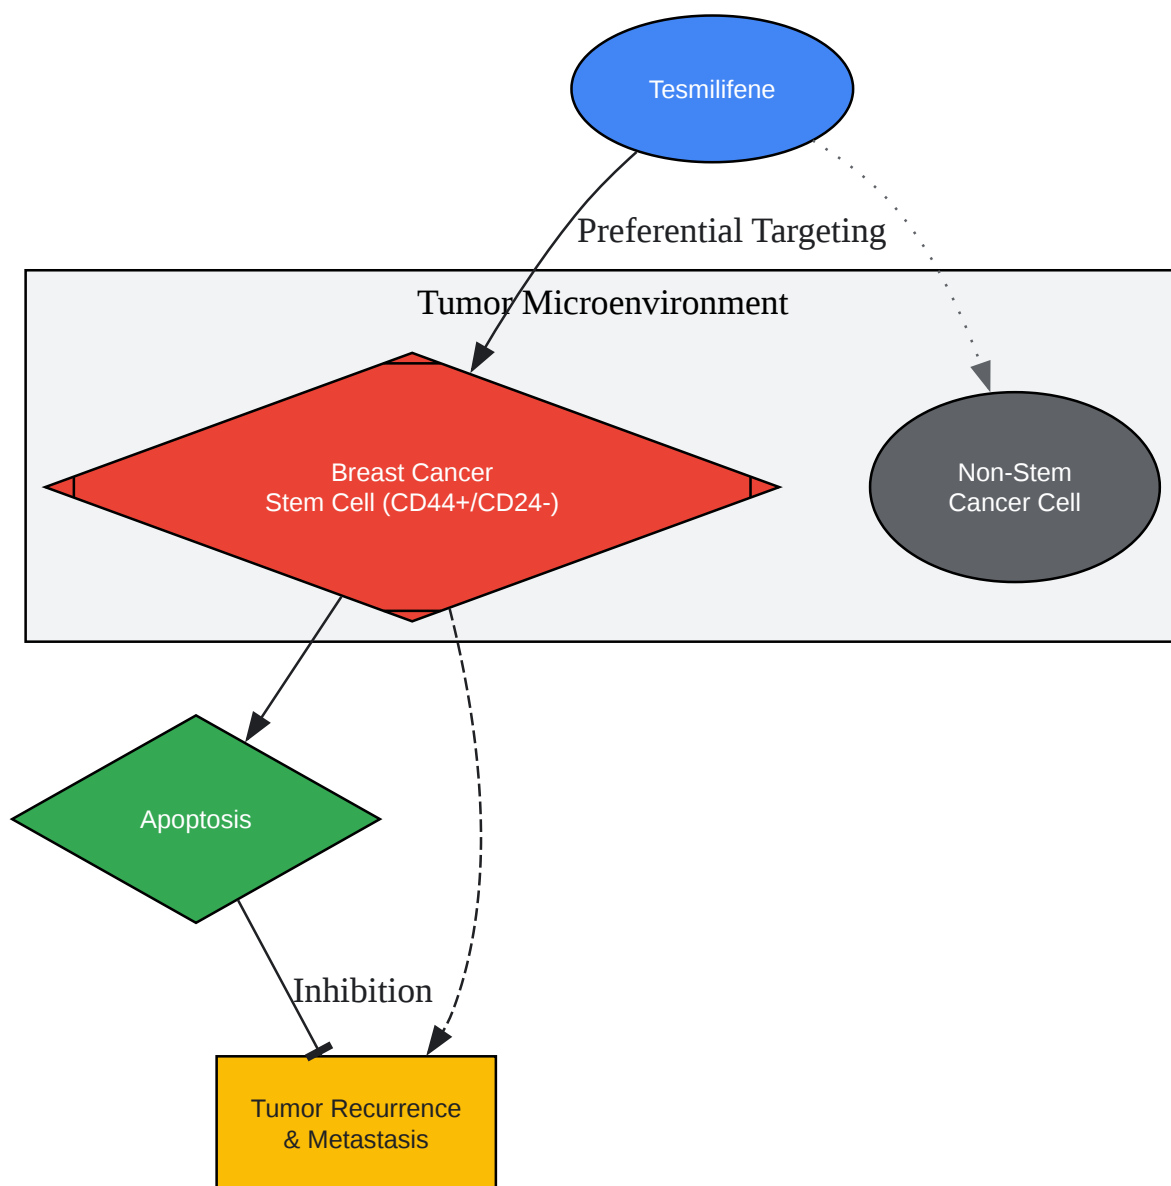 Tesmilifene
Preferential Targeting
Tumor Microenvironment
Breast Cancer
Stem Cell (CD44+/CD24-)
Non-Stem
Cancer Cell
Apoptosis
Inhibition
Tumor Recurrence
& Metastasis